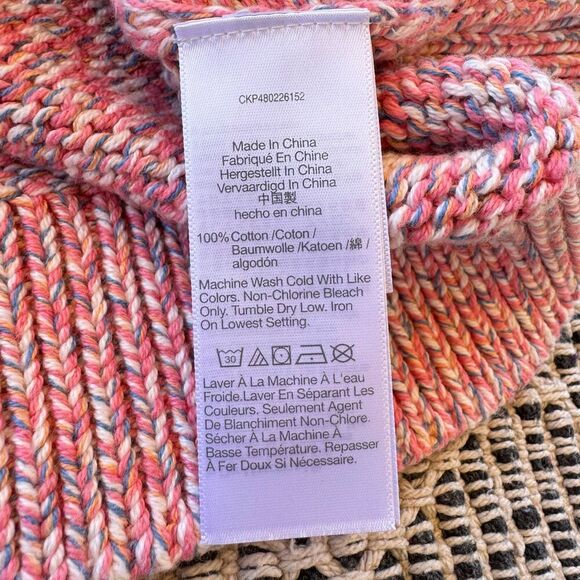 CKP480226152
Made In China
Fabriqué En Chine
Hergestellt In China
Vervaardigd In China
中国製
hecho en china
100% Cotton /Coton /
Baumwolle /Katoen /綿 /
algodón
Machine Wash Cold With Like
Colors. Non-Chlorine Bleach
Only. Tumble Dry Low. Iron
On Lowest Setting.
30
Laver À La Machine À L'eau
Froide.Laver En Séparant Les
Couleurs. Seulement Agent
De Blanchiment Non-Chlore.
Sécher À La Machine À
Basse Température. Repasser
À Fer Doux Si Nécessaire.